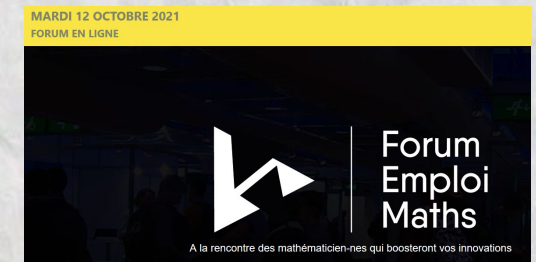 MARDI 12 OCTOBRE 2021
FORUM EN LIGNE
Forum
Emploi
Maths
A la rencontre des mathématicien-nes qui boosteront vos innovations